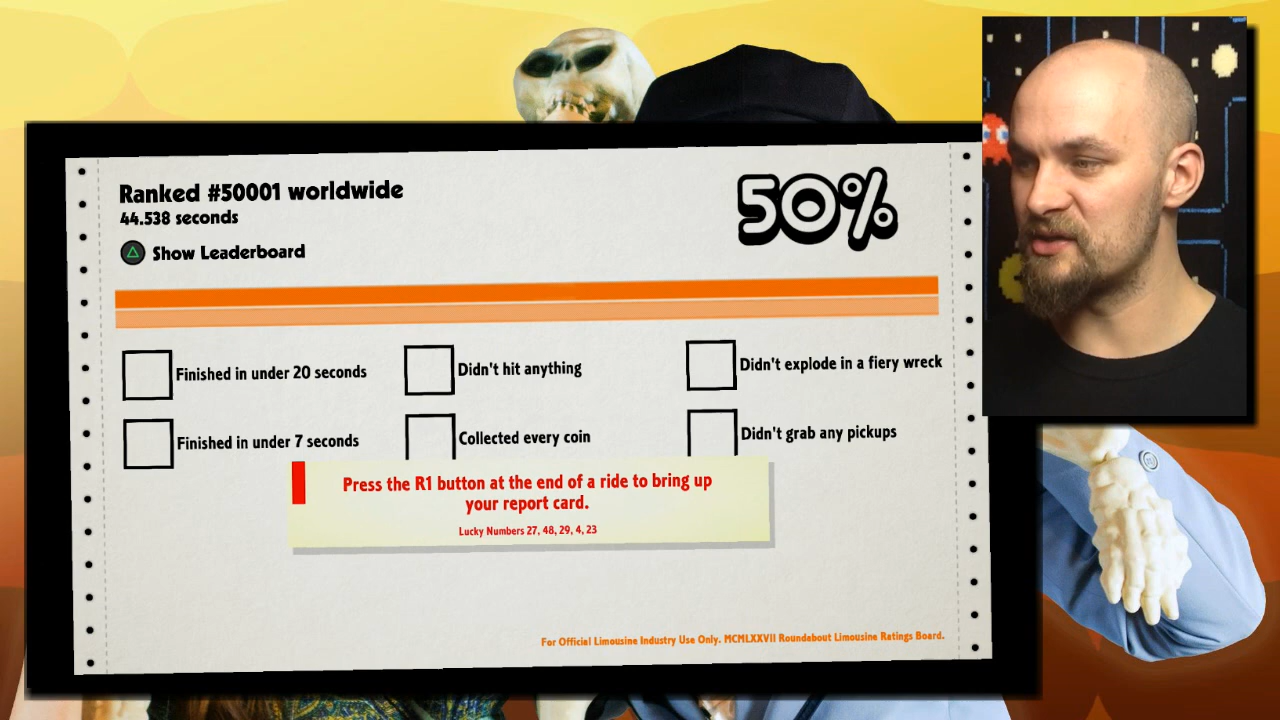 Ranked #50001 worldwide
44.538 seconds
Show Leaderboard
50%
Finished in under 20 seconds
Didn't hit anything
Didn't explode in a fiery wreck
Finished in under 7 seconds
Collected every coin
Didn't grab any pickups
Press the R1 button at the end of a ride to bring up
your report card.
Lucky Numbers 27, 48, 29, 4, 23
For Official Limousine Industry Use Only. MCMLXXVII Roundabout Limousine Ratings Board.